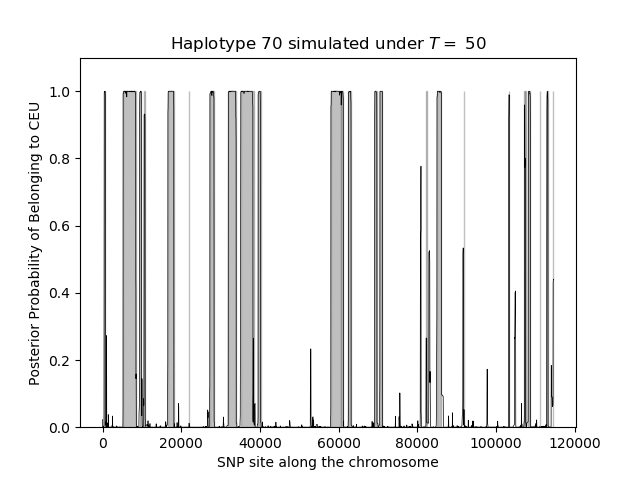 Haplotype 70 simulated under T = 50
Posterior Probability of Belonging to CEU
1.0
0.8
0.6
0.4
0.2
0.0
0 20000 40000 60000 80000 100000 120000
SNP site along the chromosome